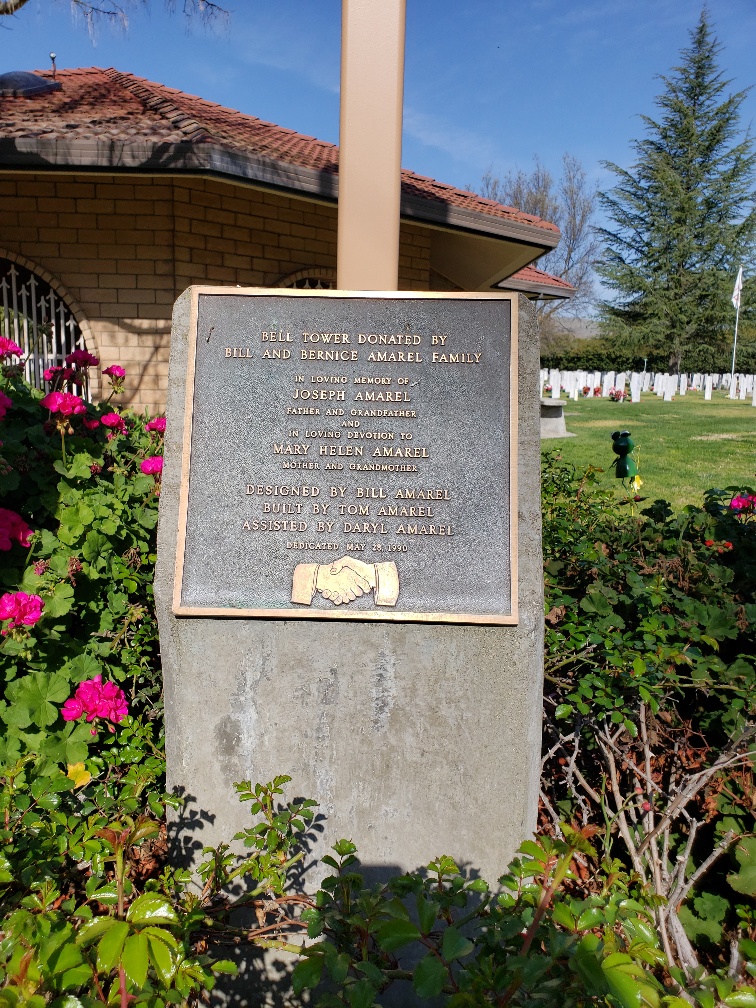 BELL TOWER DONATED BY
BILL AND BERNICE AMAREL FAMILY
IN LOVING MEMORY OF
JOSEPH AMAREL
FATHER AND GRANDFATHER
AND
IN LOVING DEVOTION TO
MARY HELEN AMAREL
MOTHER AND GRANDMOTHER
DESIGNED BY BILL AMAREL
BUILT BY TOM AMAREL
ASSISTED BY DARYL AMAREL
DEDICATED MAY 28, 1990